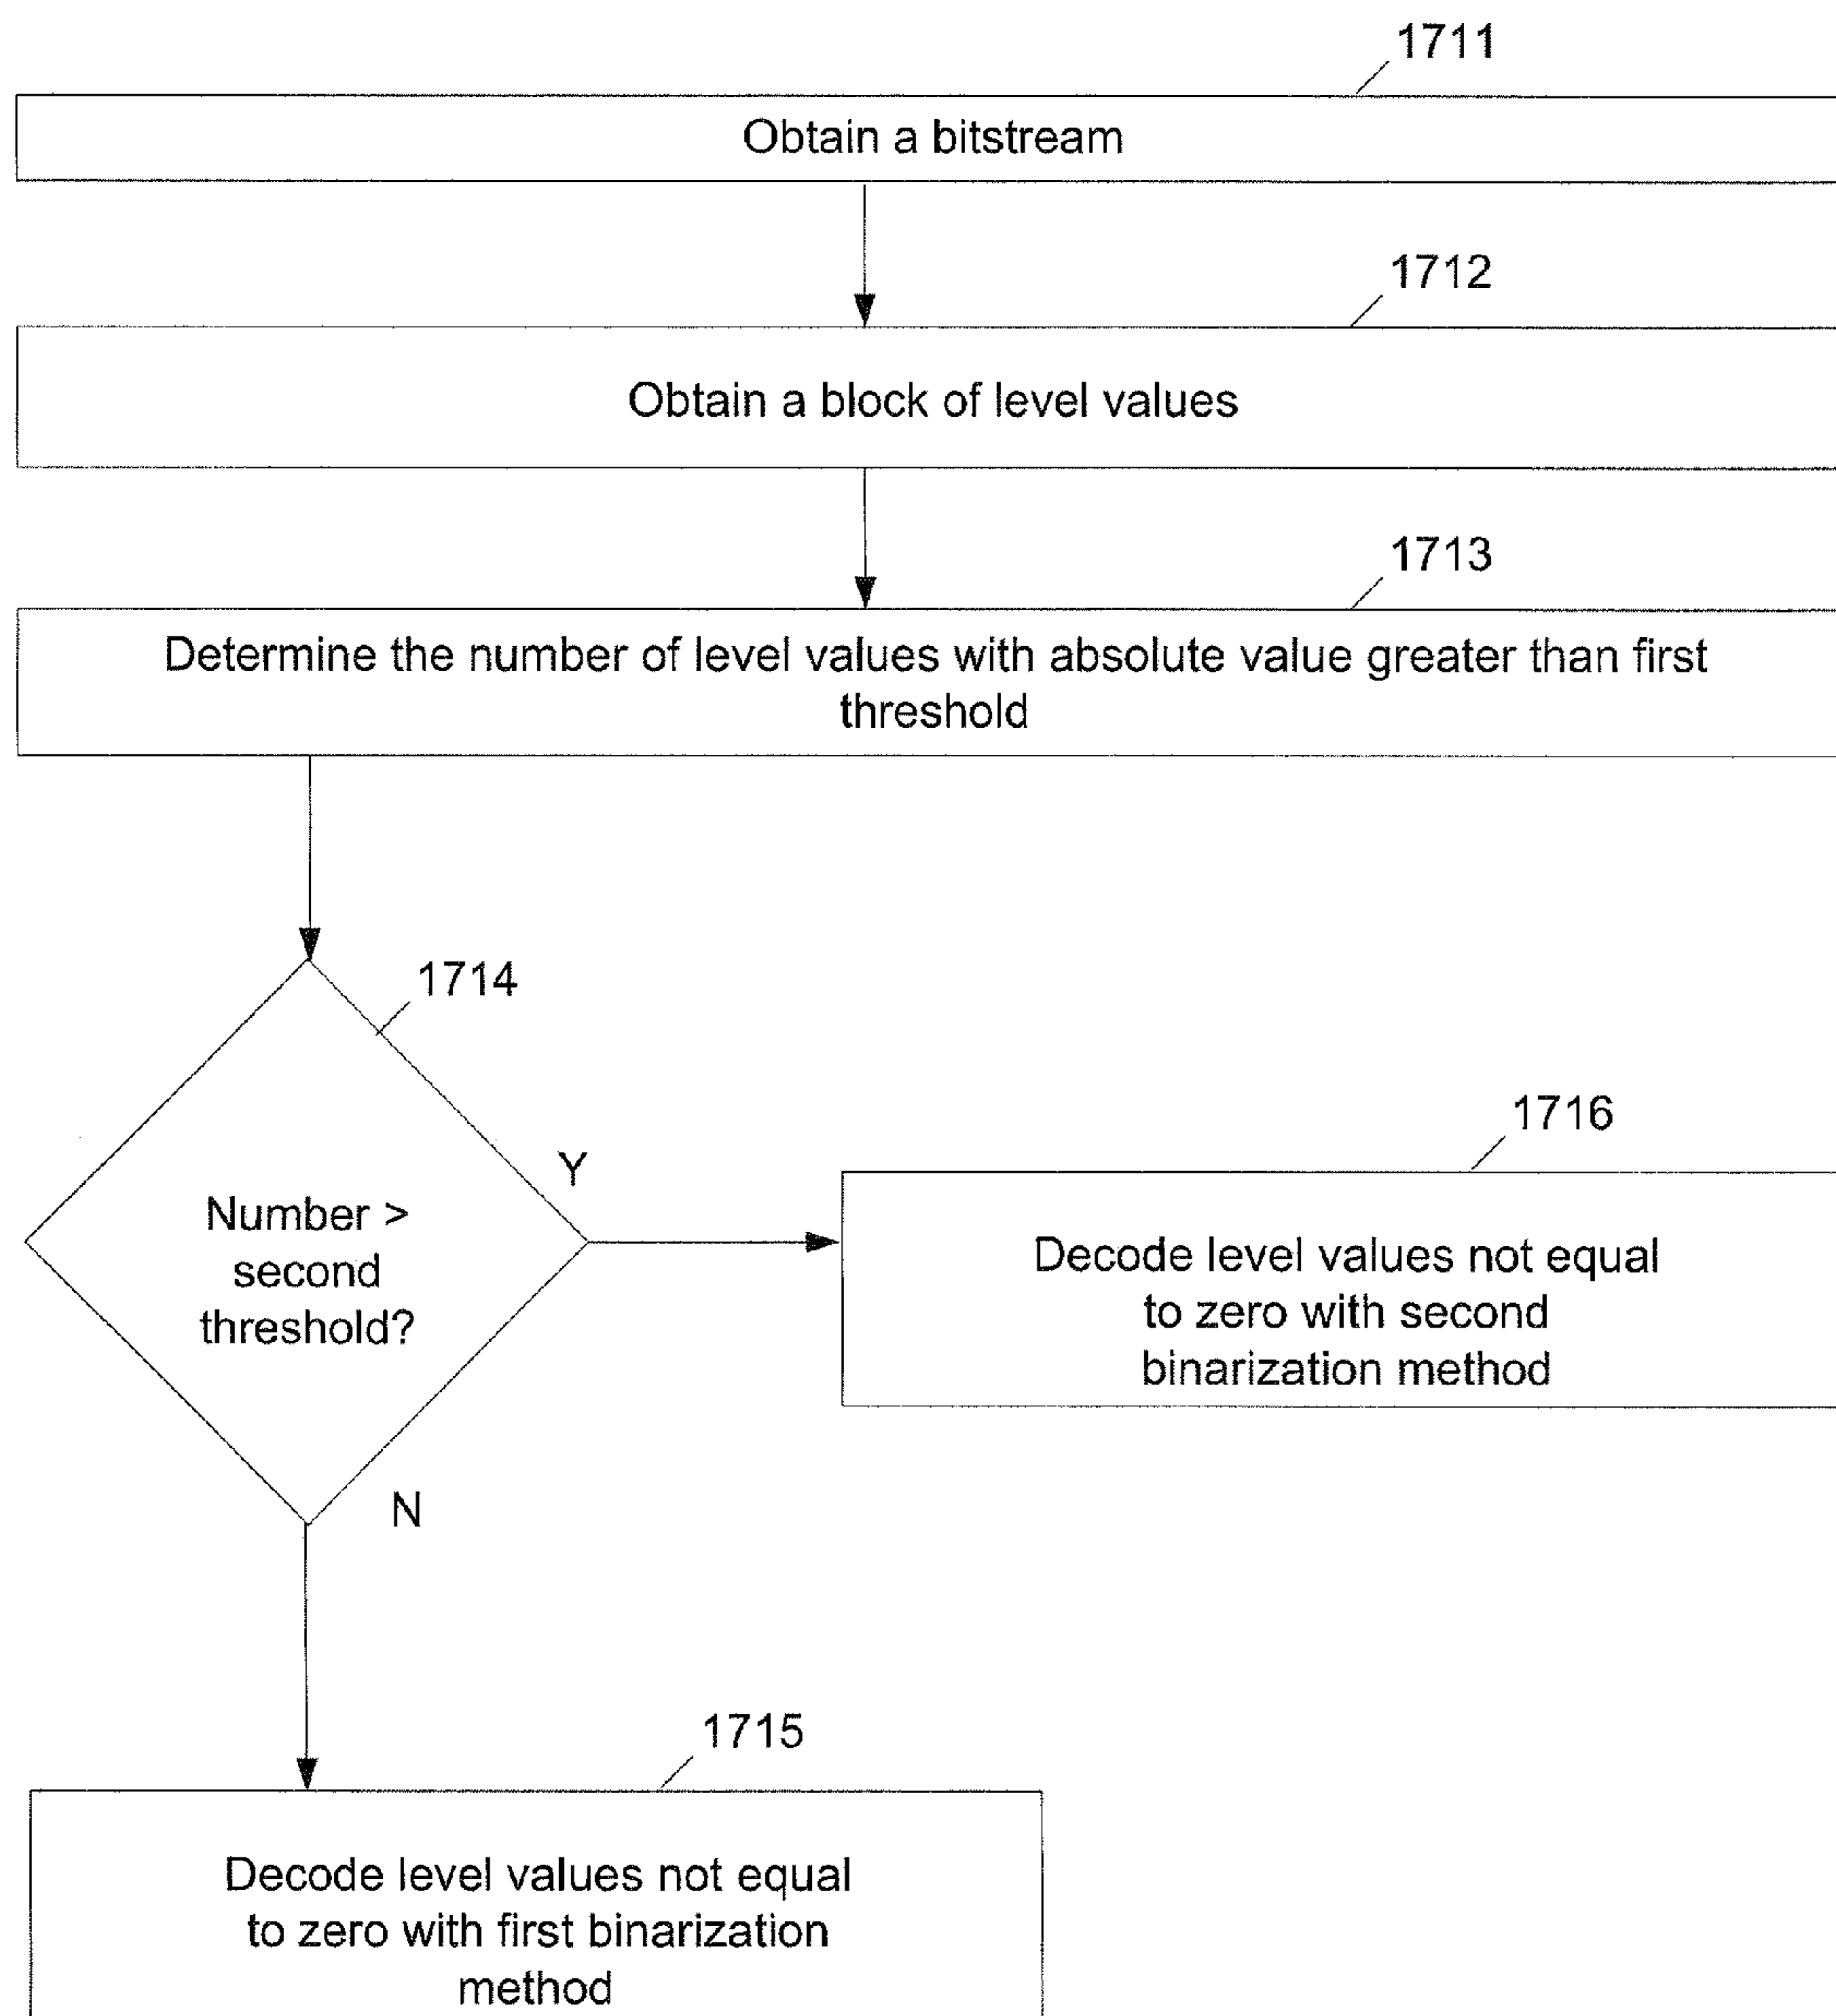 1711
Obtain a bitstream
1712
Obtain a block of level values
1713
Determine the number of level values with absolute value greater than first
threshold
1714
Number >
second
threshold?
Y
1716
Decode level values not equal
to zero with second
binarization method
N
1715
Decode level values not equal
to zero with first binarization
method